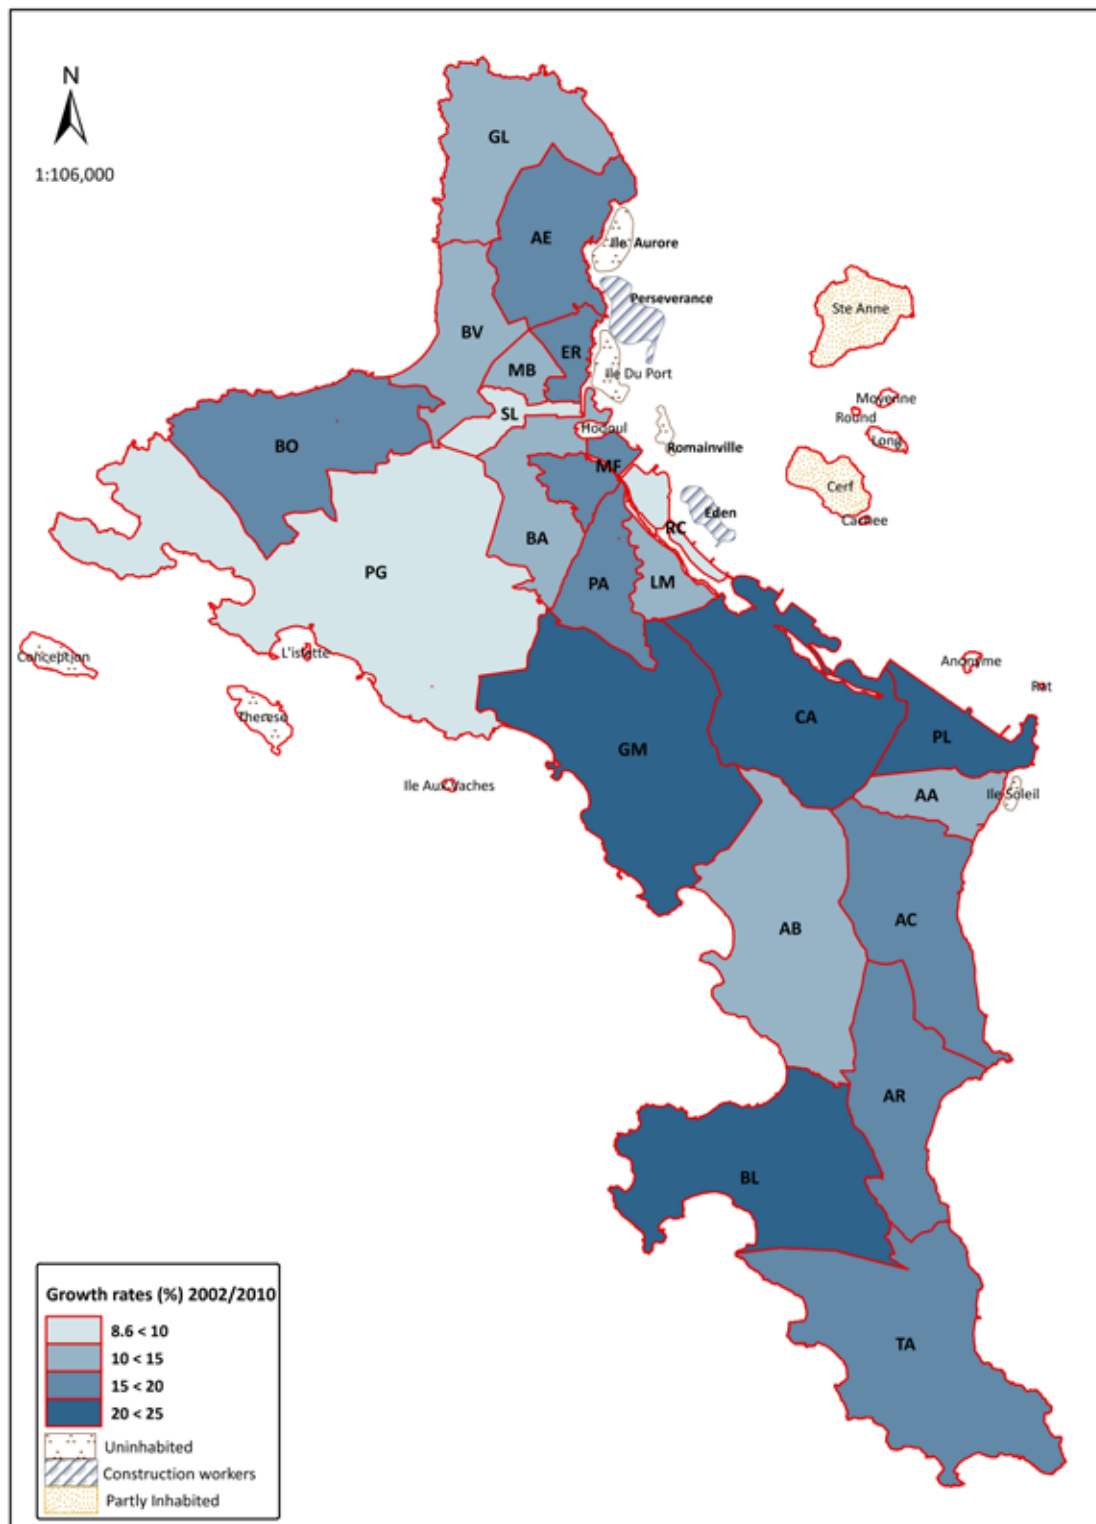 N
1:106,000
GL
AE
Ile Aurore
Perseverance
Ste Anne
BV
ER
MB
Ile Du Port
Moyenne
Round
SL
Hodoul
Long
BO
Romainville
MF
Cerf
Eden
Cachee
RC
BA
PG
PA
LM
Conception
L'islette
Anonyme
Rat
Therese
CA
PL
GM
Ile Aux Vaches
AA
Ile Soleil
AB
AC
AR
BL
TA
Growth rates (%) 2002/2010
8.6 < 10
10 < 15
15 < 20
20 < 25
Uninhabited
Construction workers
Partly Inhabited